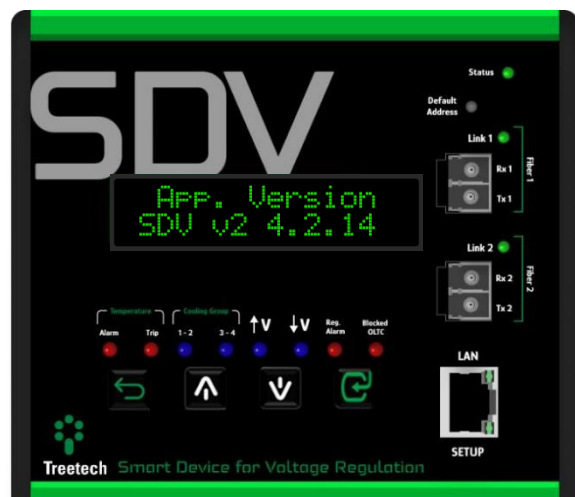 SDV
Status
Default
Address
Link 1
Rx 1
Tx 1
Fiber 1
App. Version
SDV v2 4.2.14
Link 2
Rx 2
Tx 2
Fiber 2
Temperature
Cooling Group
Alarm
Trip
1 - 2
3 - 4
↑V
↓V
Reg.
Alarm
Blocked
OLTC
LAN
SETUP
Treetech
Smart Device for Voltage Regulation